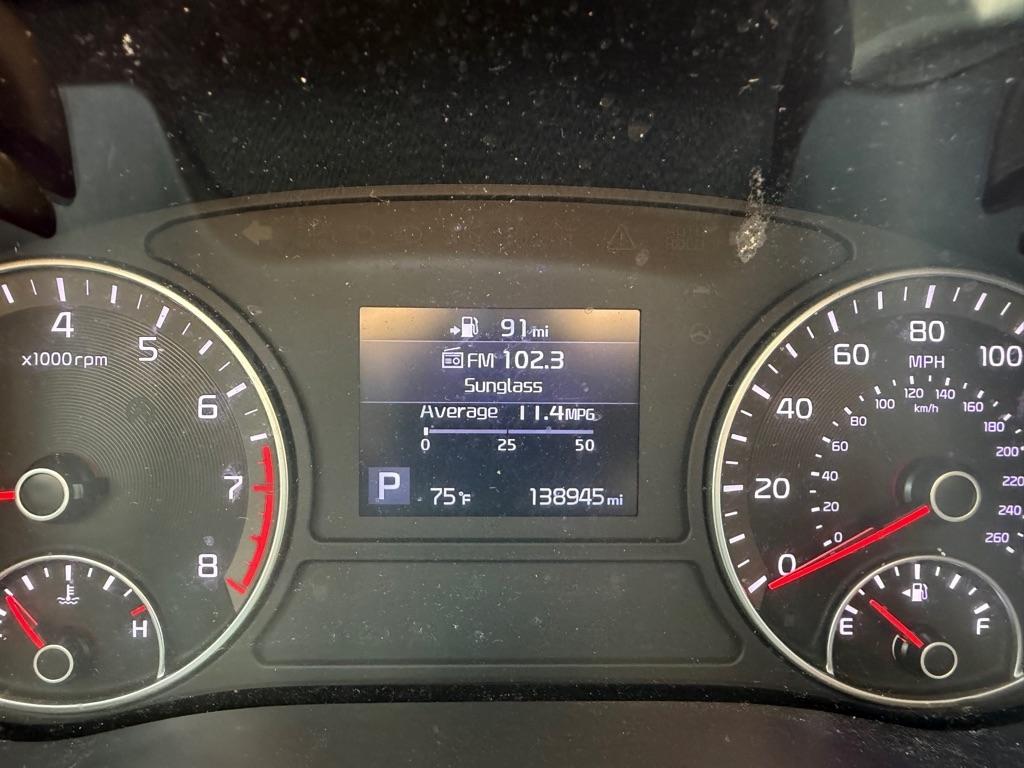 91 mi
FM 102.3
Sunglass
Average 11.4 MPG
0 25 50
P 75°F 138945 mi
4
5
x1000 rpm
6
7
8
H
80
60
100
MPH
40
20
0
120 140
100 160
km/h
80 180
60 200
40 220
20 240
0 260
E F